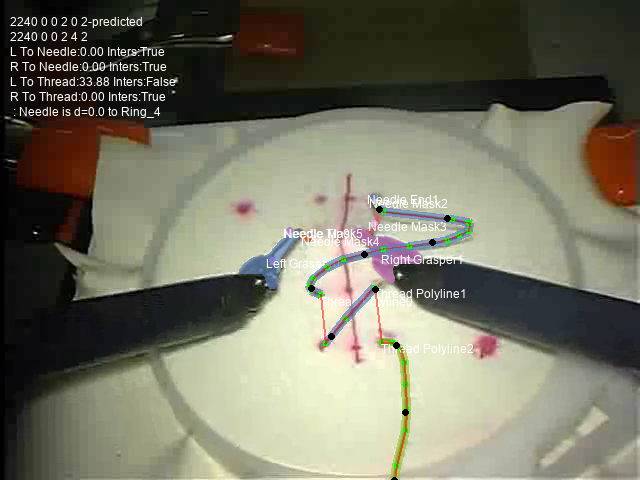 2240 0 0 2 0 2-predicted
2240 0 0 2 4 2
L To Needle:0.00 Inters:True
R To Needle:0.00 Inters:True
L To Thread:33.88 Inters:False
R To Thread:0.00 Inters:True
: Needle is d=0.0 to Ring_4
Needle End1
Needle Mask2
Needle Mask3
Needle Mask4
Right Grasper1
Thread Polyline1
Thread Polyline2